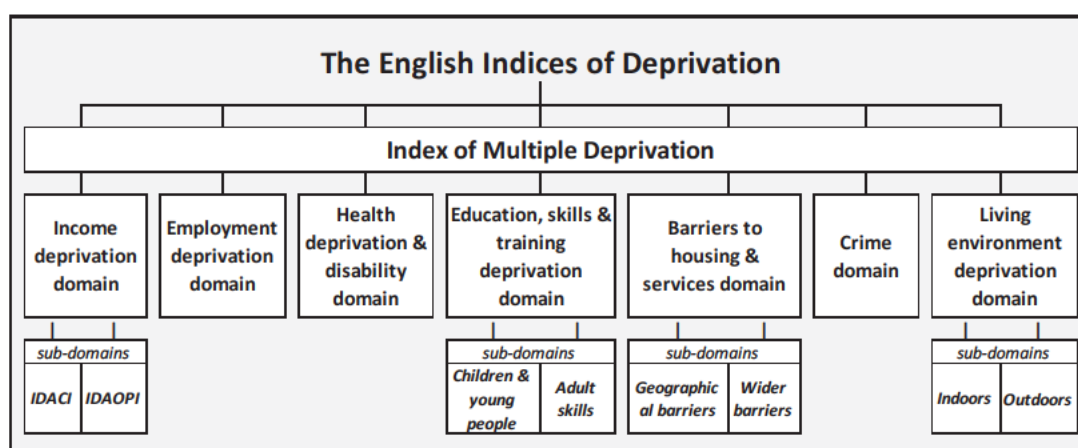 The English Indices of Deprivation
Index of Multiple Deprivation
Income
deprivation
domain
Employment
deprivation
domain
Health
deprivation &
disability
domain
Education, skills &
training
deprivation
domain
Barriers to
housing &
services domain
Crime
domain
Living
environment
deprivation
domain
sub-domains
IDACI
IDAOPI
sub-domains
Children &
young
people
Adult
skills
sub-domains
Geographic
al barriers
Wider
barriers
sub-domains
Indoors
Outdoors